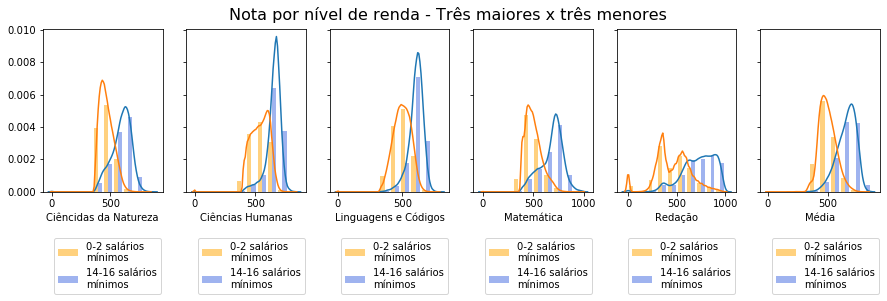 Nota por nível de renda - Três maiores x três menores
0.010
0.008
0.006
0.004
0.002
0.000
0 500
0 500
0 500
0 500 1000
0 500 1000
500
Ciêncidas da Natureza
Ciências Humanas
Linguagens e Códigos
Matemática
Redação
Média
0-2 salários
mínimos
14-16 salários
mínimos
0-2 salários
mínimos
14-16 salários
mínimos
0-2 salários
mínimos
14-16 salários
mínimos
0-2 salários
mínimos
14-16 salários
mínimos
0-2 salários
mínimos
14-16 salários
mínimos
0-2 salários
mínimos
14-16 salários
mínimos